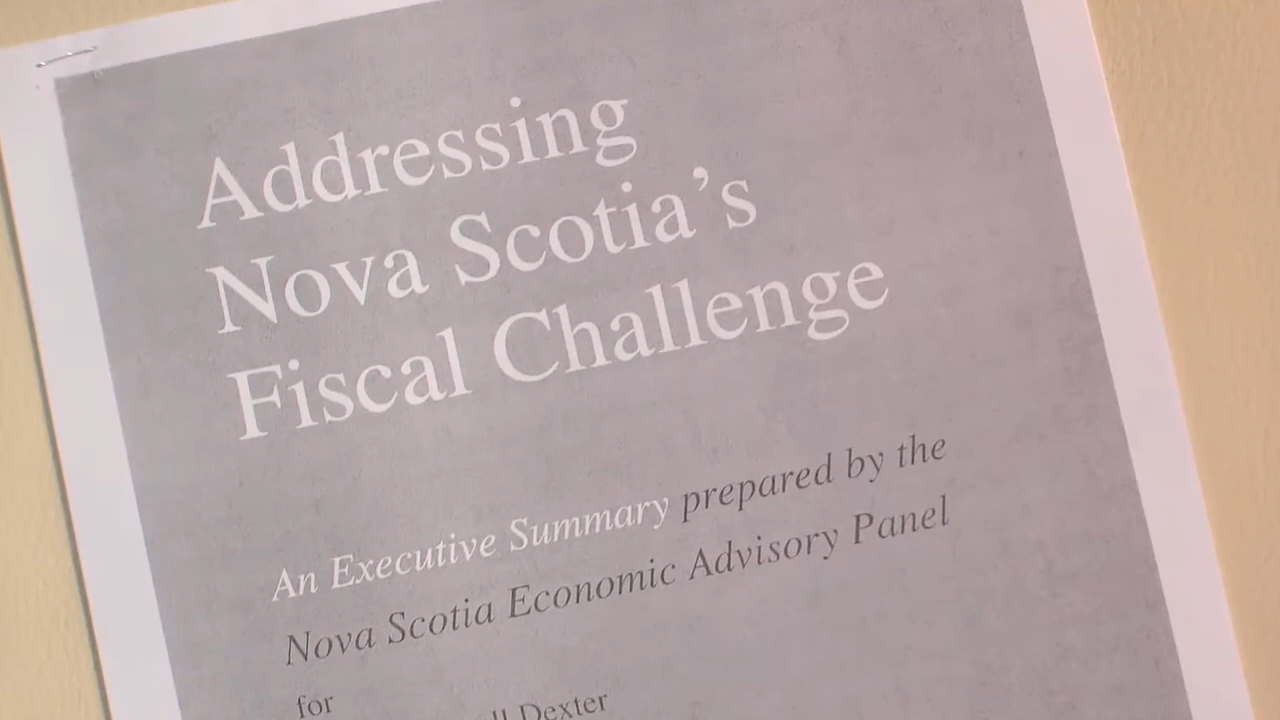 Addressing
Nova Scotia’s
Fiscal Challenge
An Executive Summary prepared by the
Nova Scotia Economic Advisory Panel
for
Dexter